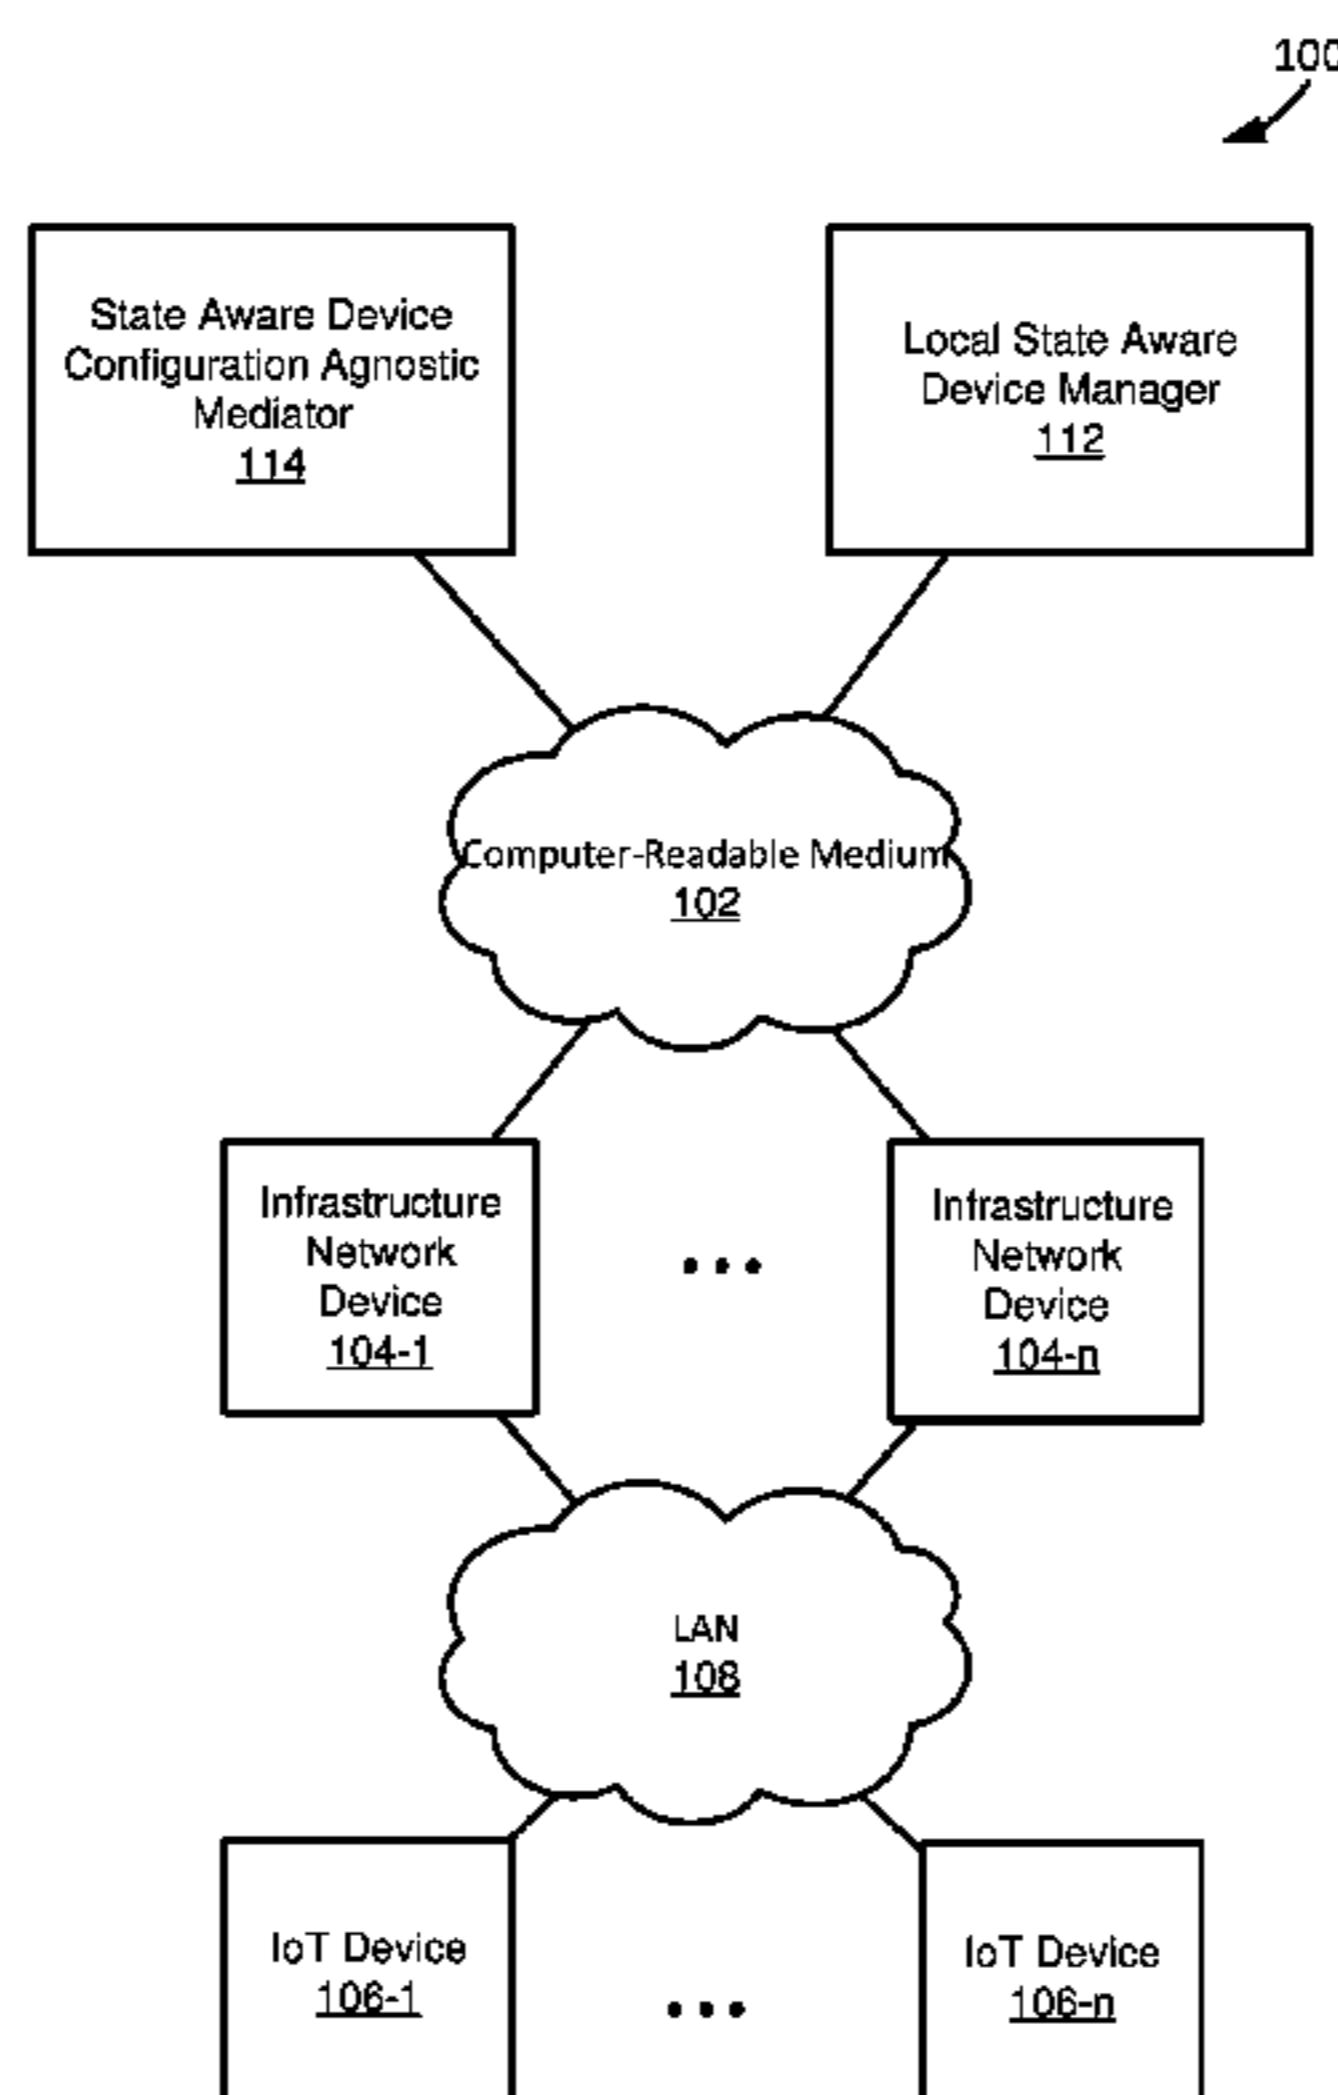 100
State Aware Device
Configuration Agnostic
Mediator
114
Local State Aware
Device Manager
112
Computer-Readable Medium
102
Infrastructure
Network
Device
104-1
Infrastructure
Network
Device
104-n
LAN
108
IoT Device
106-1
IoT Device
106-n